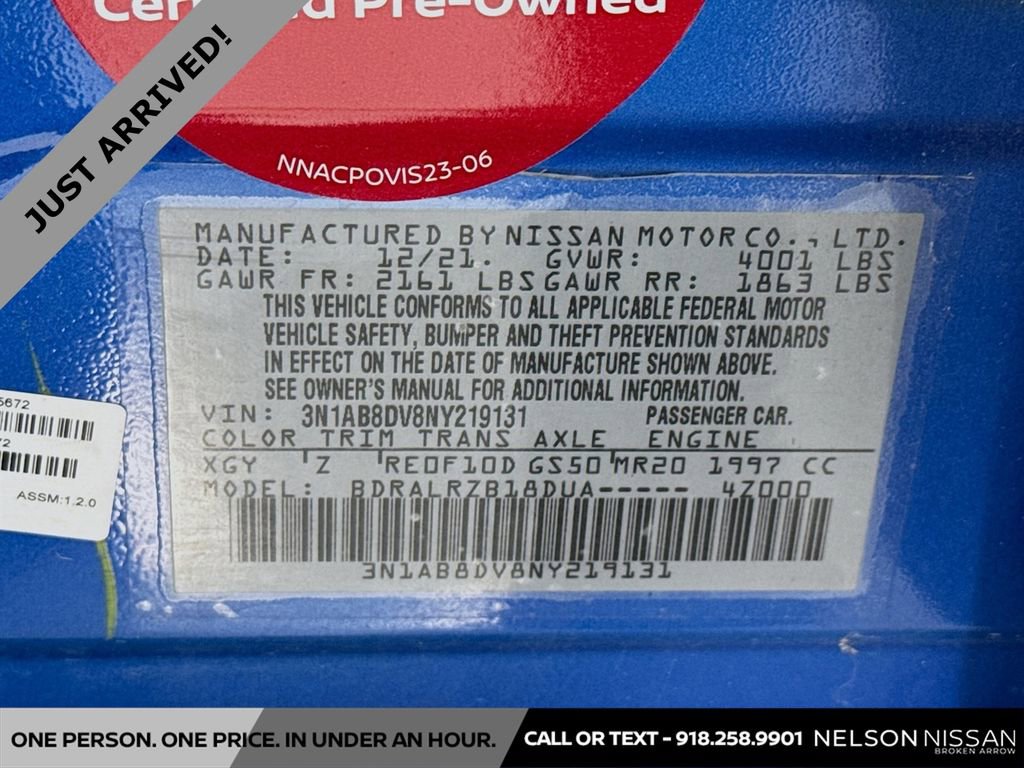 Certified Pre-Owned
JUST ARRIVED!
NNACPOVIS23-06
MANUFACTURED BY NISSAN MOTOR CO., LTD.
DATE: 12/21. GVWR: 4001 LBS
GAWR FR: 2161 LBS GAWR RR: 1863 LBS
THIS VEHICLE CONFORMS TO ALL APPLICABLE FEDERAL MOTOR
VEHICLE SAFETY, BUMPER AND THEFT PREVENTION STANDARDS
IN EFFECT ON THE DATE OF MANUFACTURE SHOWN ABOVE.
SEE OWNER'S MANUAL FOR ADDITIONAL INFORMATION.
VIN: 3N1AB8DV8NY219131 PASSENGER CAR.
COLOR TRIM TRANS AXLE ENGINE
XGY Z RE0F10D GS50 MR20 1997 CC
MODEL: BDRALRZB18DUA----- 4Z000
3N1AB8DV8NY219131
5672
72
ASSM:1.2.0
ONE PERSON. ONE PRICE. IN UNDER AN HOUR.
CALL OR TEXT - 918.258.9901
NELSON NISSAN
BROKEN ARROW